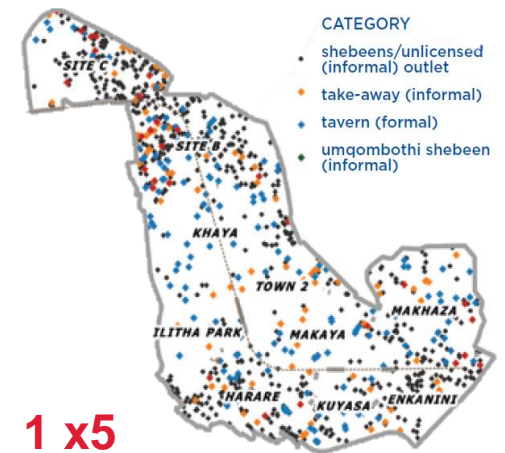 CATEGORY
shebeens/unlicensed
(informal) outlet
take-away (informal)
tavern (formal)
umqombothi shebeen
(informal)
SITE C
SITE B
KHAYA
TOWN 2
MAKHAZA
ILITHA PARK
MAKAYA
HARARE
KUYASA
ENKANINI
1 x5